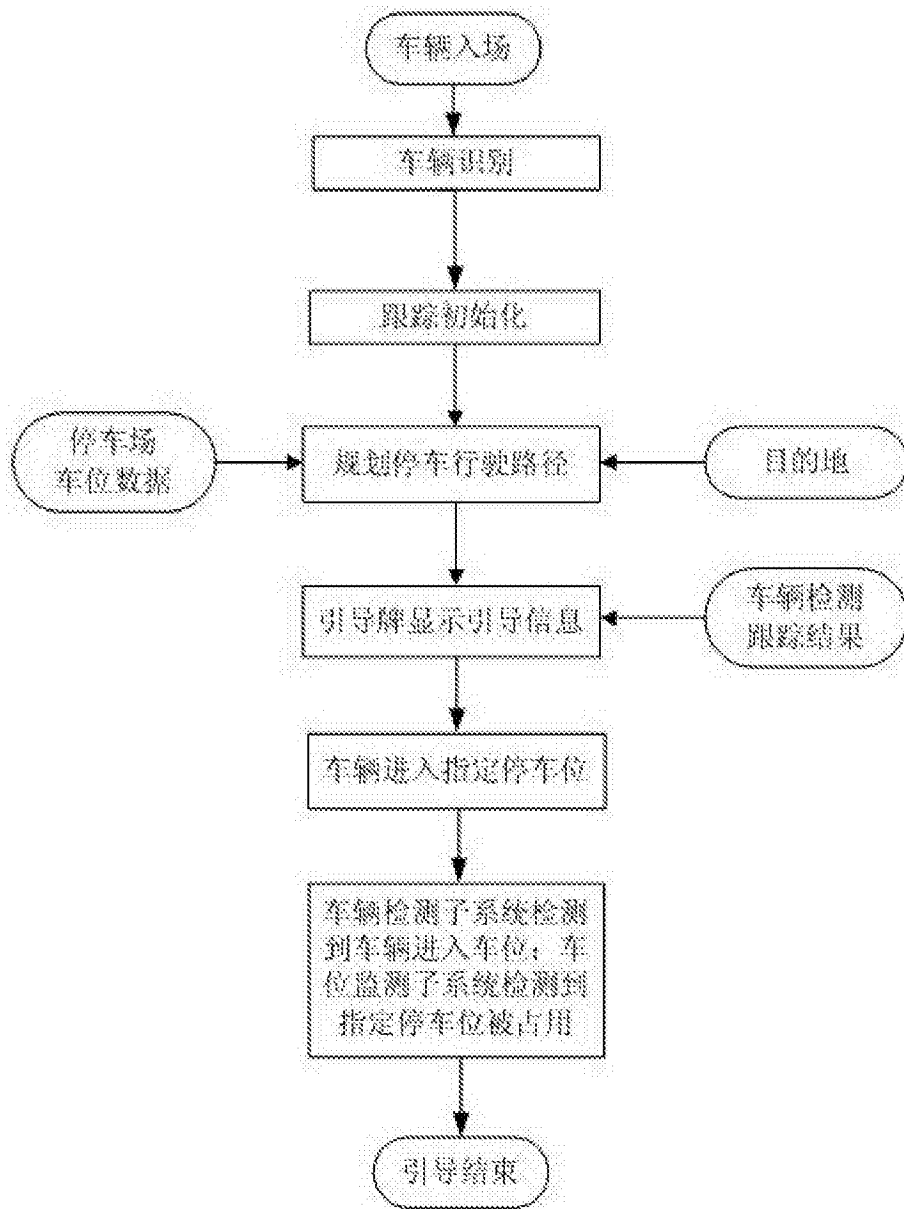 车辆入场
车辆识别
跟踪初始化
停车场
车位数据
规划停车行驶路径
目的地
引导牌显示引导信息
车辆检测
跟踪结果
车辆进入指定停车位
车辆检测子系统检测
到车辆进入车位；车
位监测子系统检测到
指定停车位被占用
引导结束